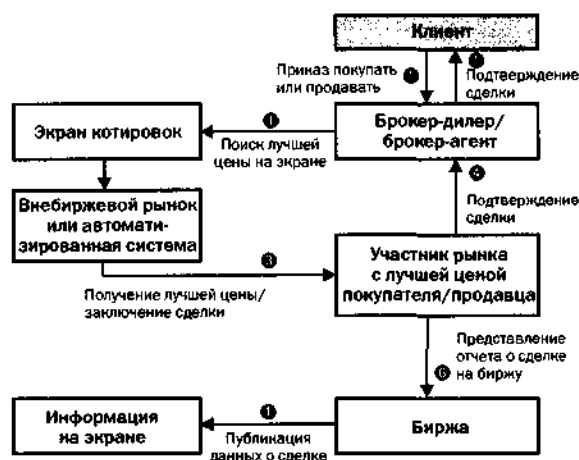 Клиент
Приказ покупать
или продавать
Подтверждение
сделки
Экран котировок
Поиск лучшей
цены на экране
Брокер-дилер/
брокер-агент
Внебиржевой рынок
или автомати-
зированная система
Подтверждение
сделки
Получение лучшей цены/
заключение сделки
Участник рынка
с лучшей ценой
покупателя/продавца
Представление
отчета о сделке
на биржу
Информация
на экране
Публикация
данных о сделке
Биржа